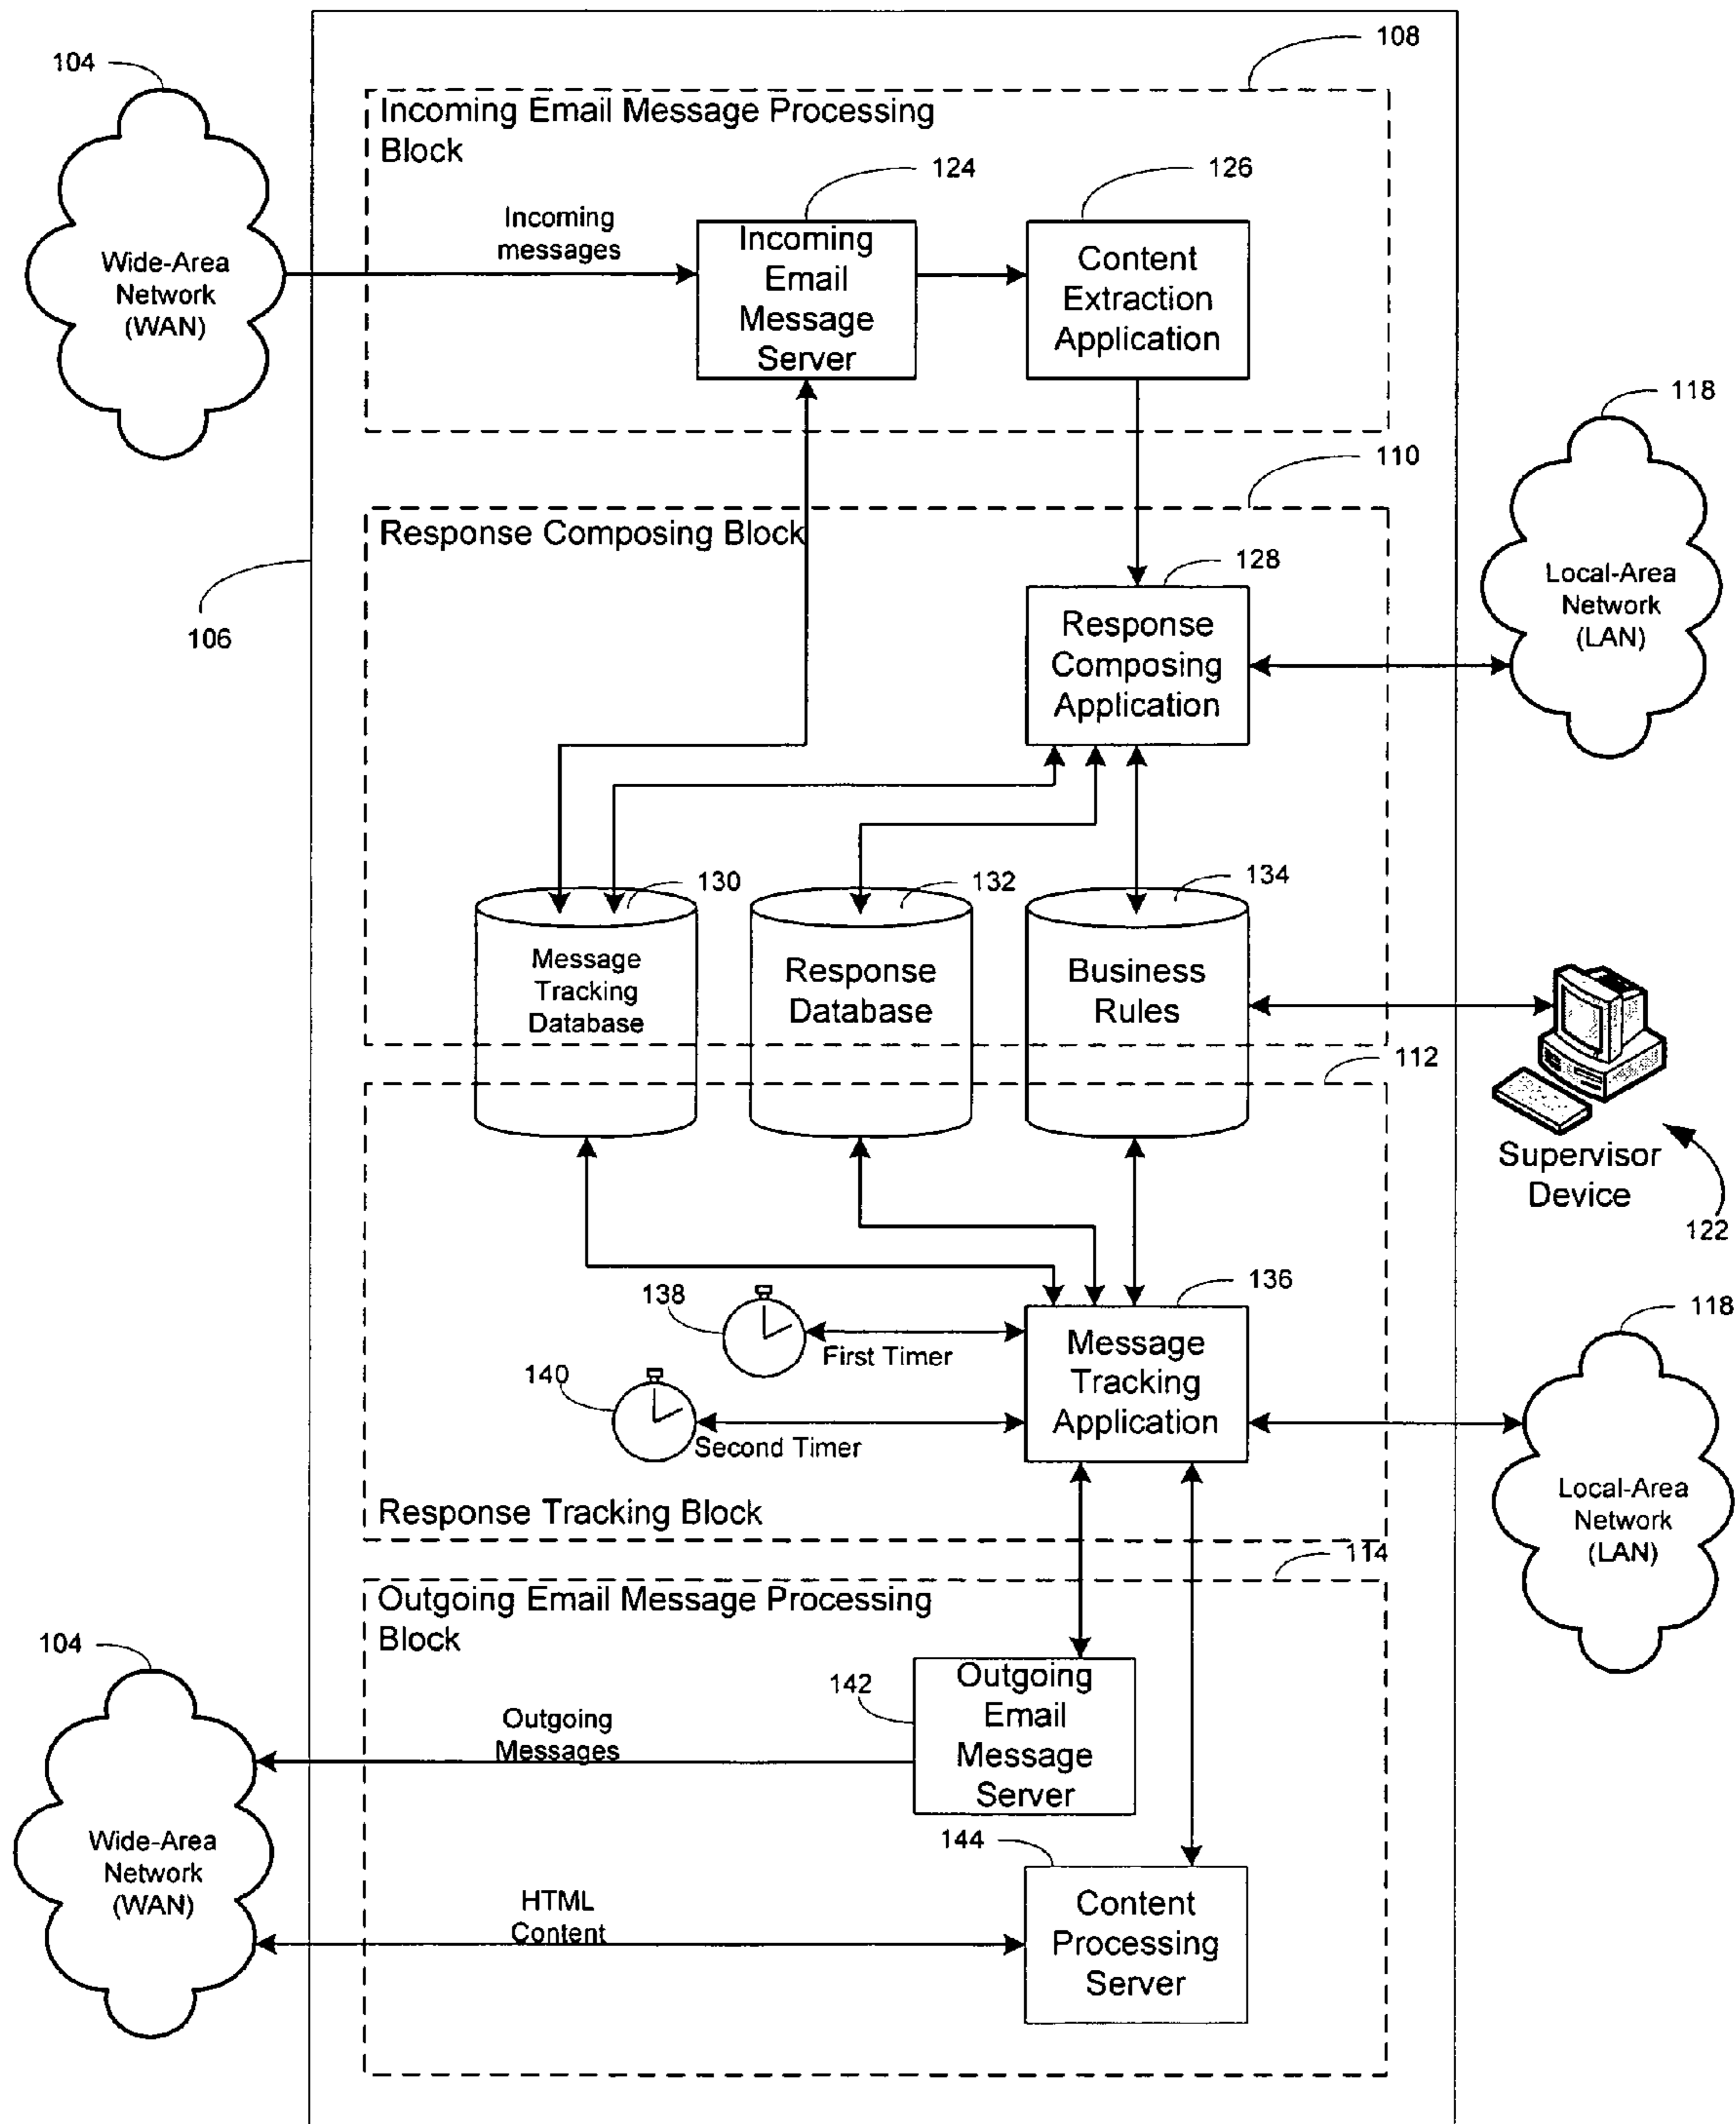 108
104
Incoming Email Message Processing
Block
124
126
Incoming
messages
Incoming
Email
Message
Server
Content
Extraction
Application
Wide-Area
Network
(WAN)
118
110
Response Composing Block
128
106
Response
Composing
Application
Local-Area
Network
(LAN)
130
132
134
Message
Tracking
Database
Response
Database
Business
Rules
112
Supervisor
Device
122
136
138
First Timer
118
Message
Tracking
Application
140
Second Timer
Local-Area
Network
(LAN)
Response Tracking Block
114
Outgoing Email Message Processing
Block
104
142
Outgoing
Email
Message
Server
Outgoing
Messages
Wide-Area
Network
(WAN)
144
HTML
Content
Content
Processing
Server